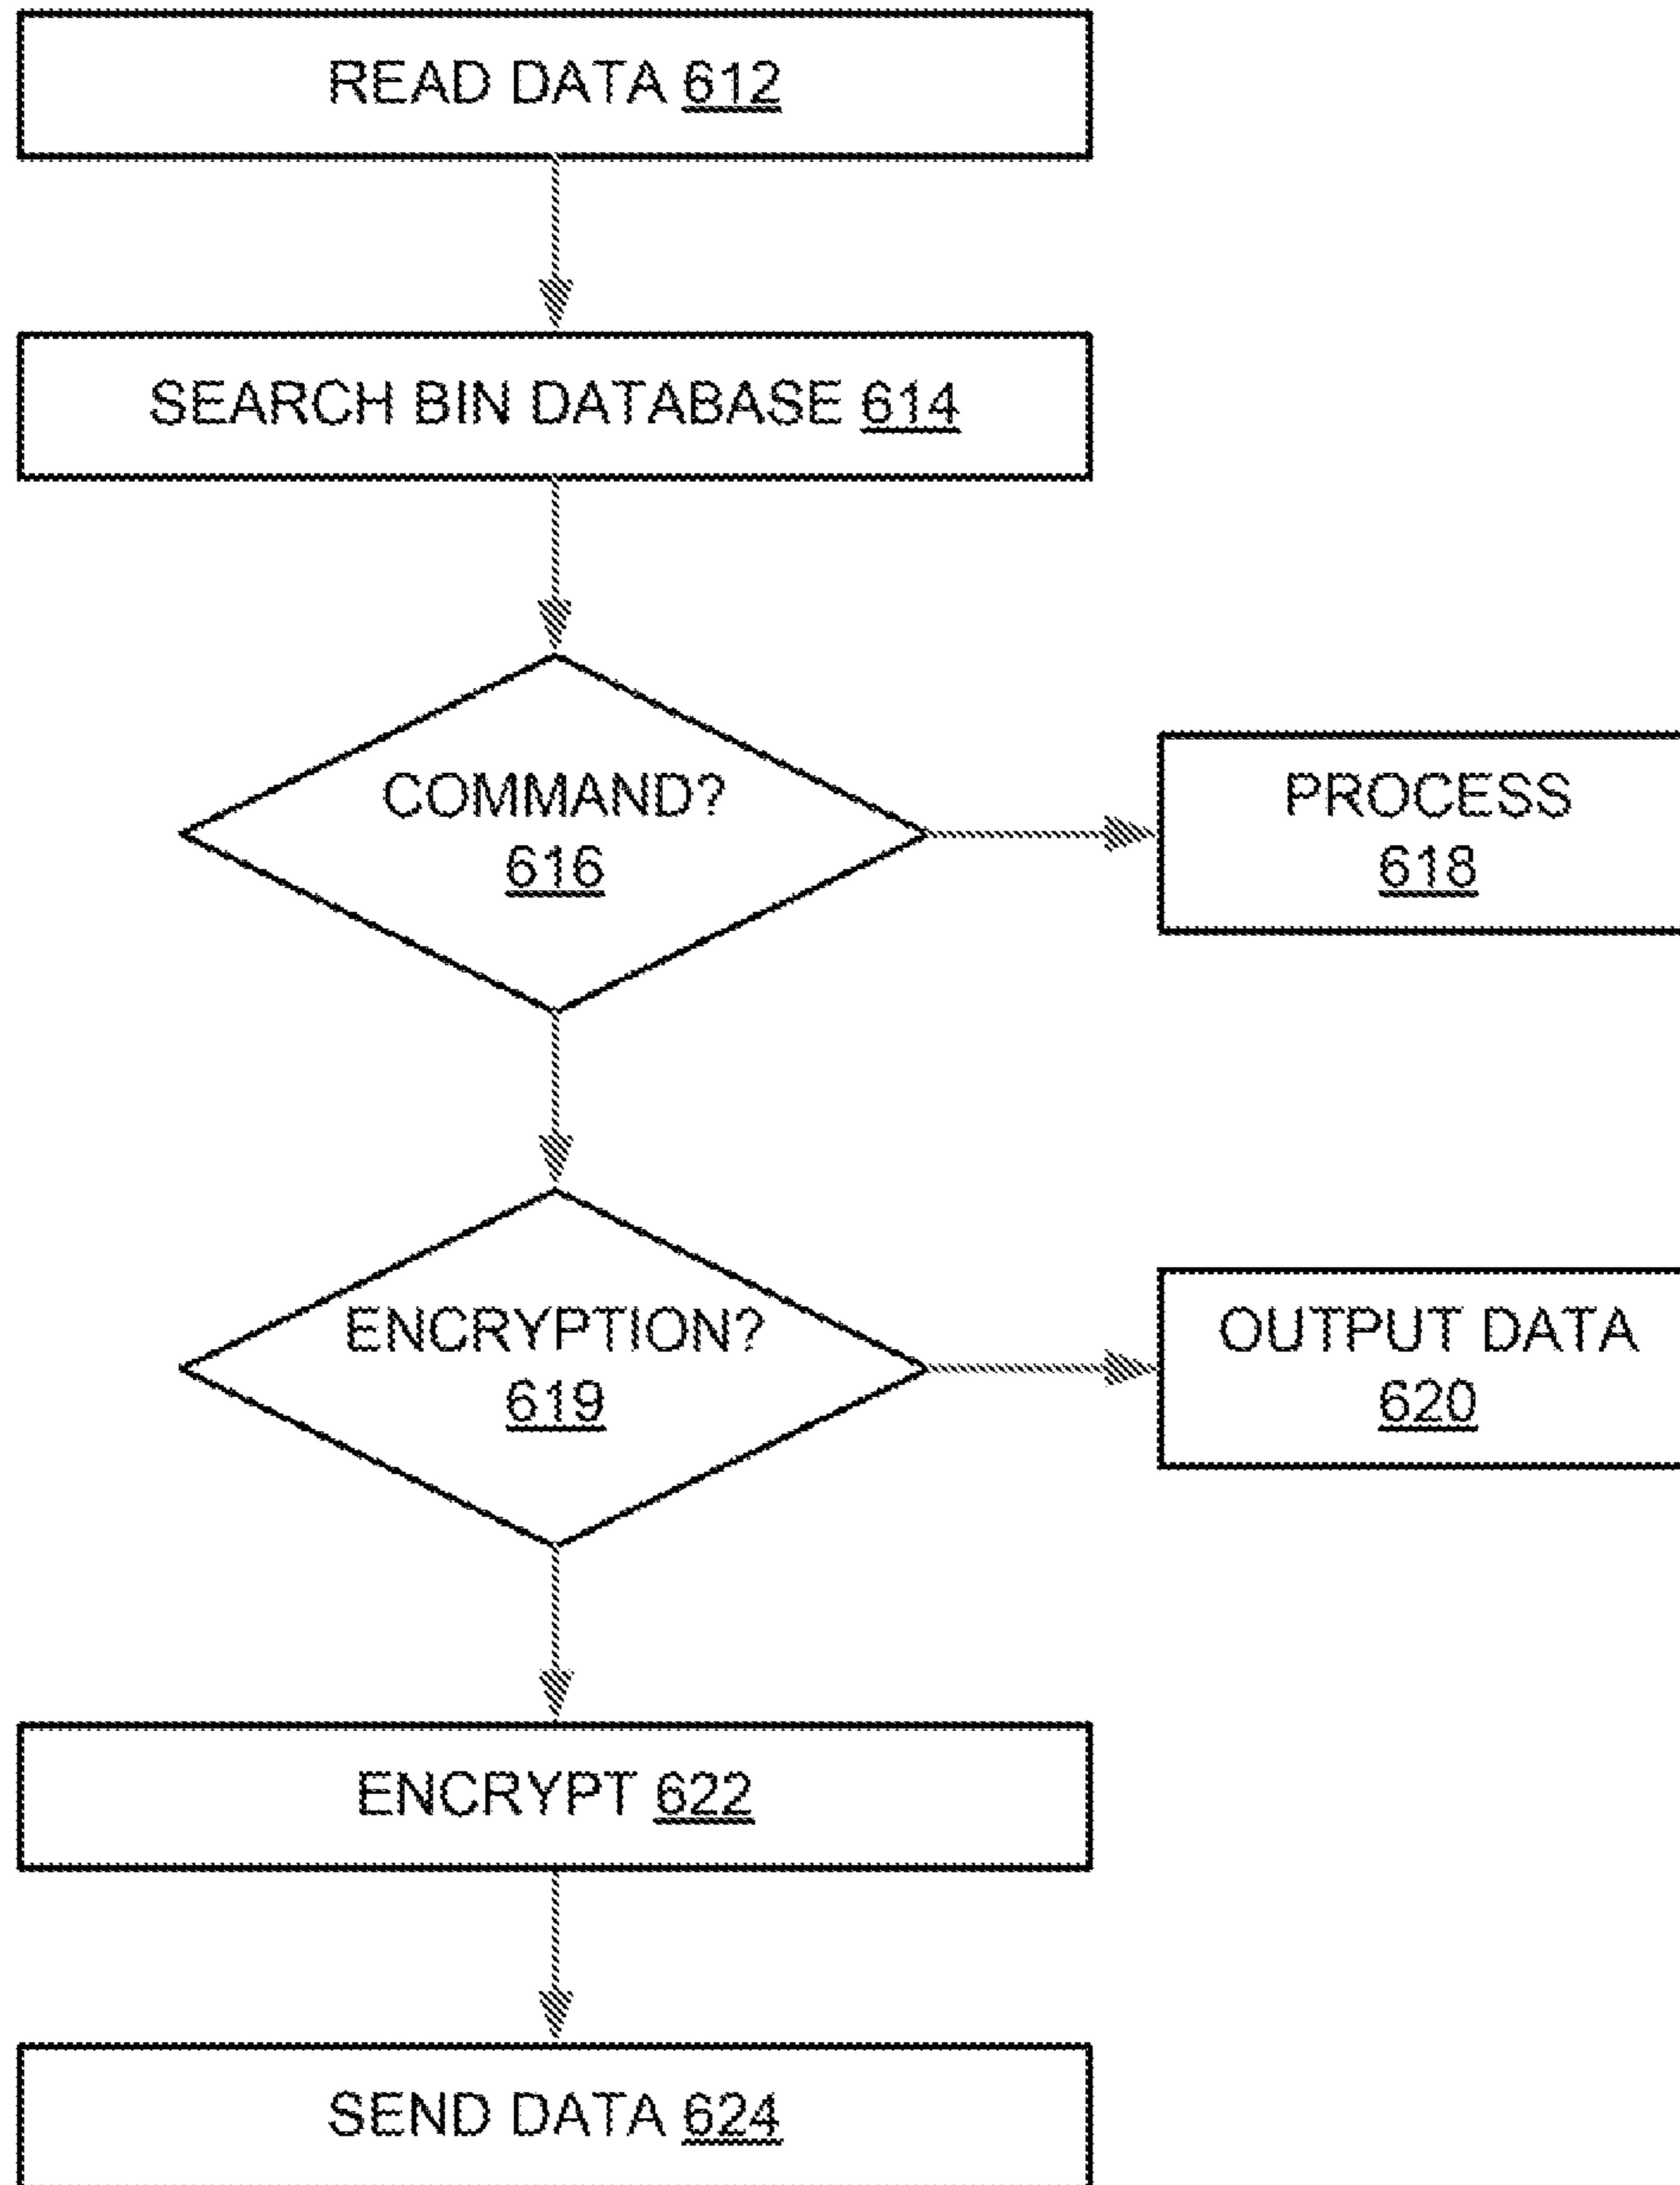 READ DATA 612
SEARCH BIN DATABASE 614
COMMAND?
616
PROCESS
618
ENCRYPTION?
619
OUTPUT DATA
620
ENCRYPT 622
SEND DATA 624